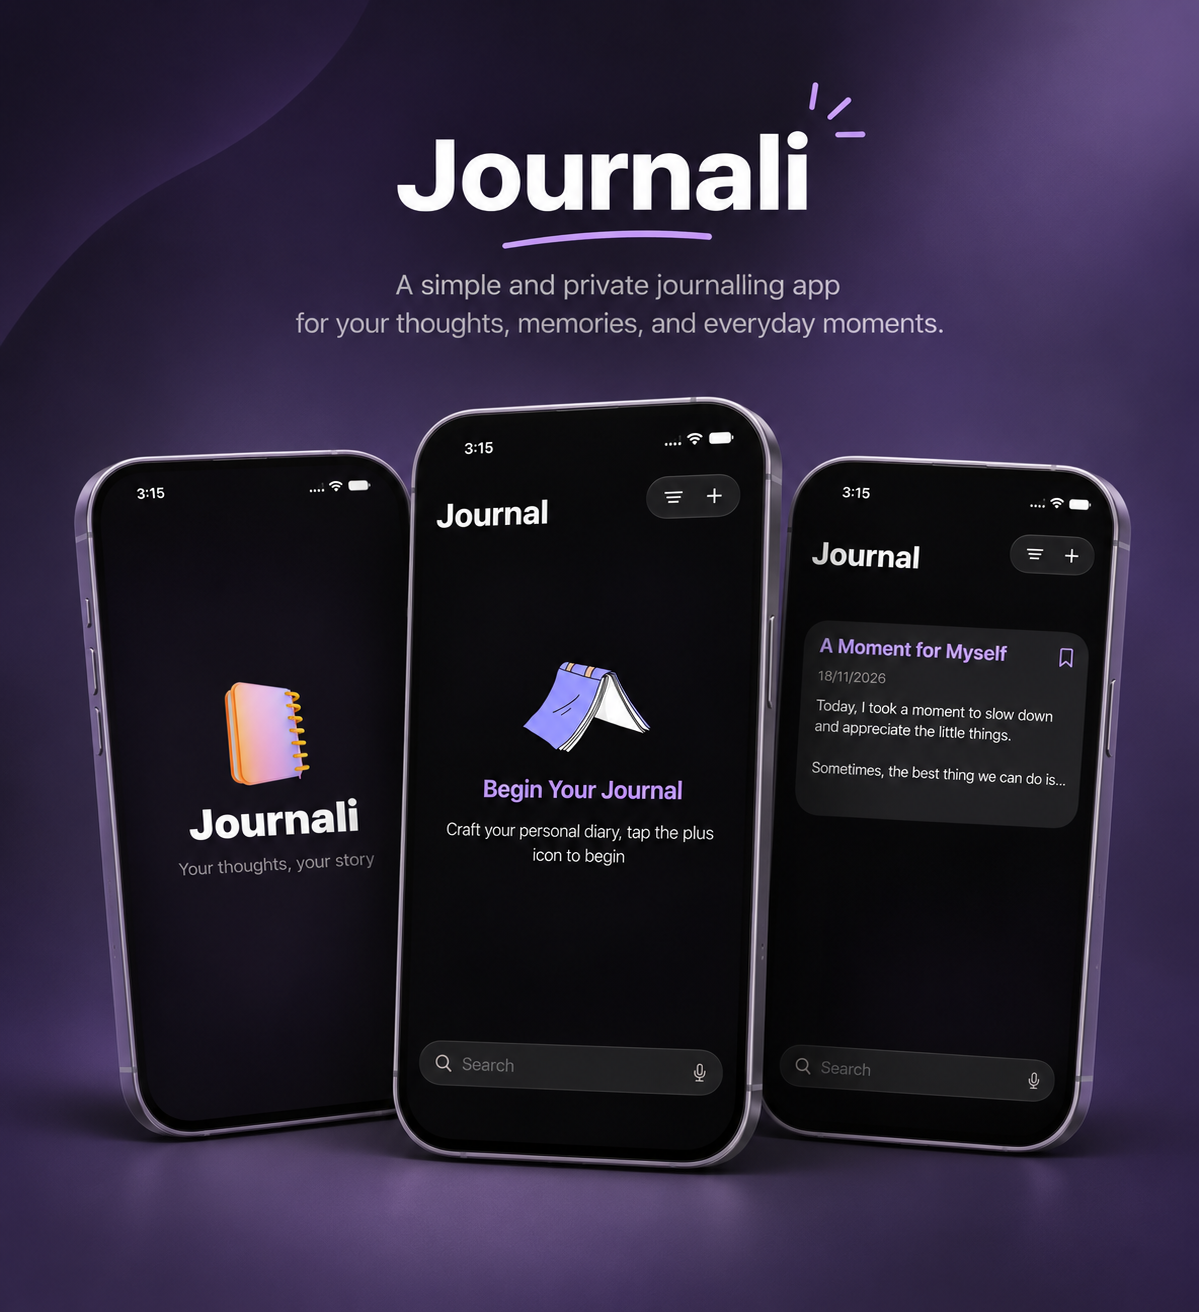 Journali
A simple and private journalling app
for your thoughts, memories, and everyday moments.
3:15
Journali
Your thoughts, your story
3:15
Journal
Begin Your Journal
Craft your personal diary, tap the plus
icon to begin
Search
3:15
Journal
A Moment for Myself
18/11/2026
Today, I took a moment to slow down
and appreciate the little things.
Sometimes, the best thing we can do is...
Search